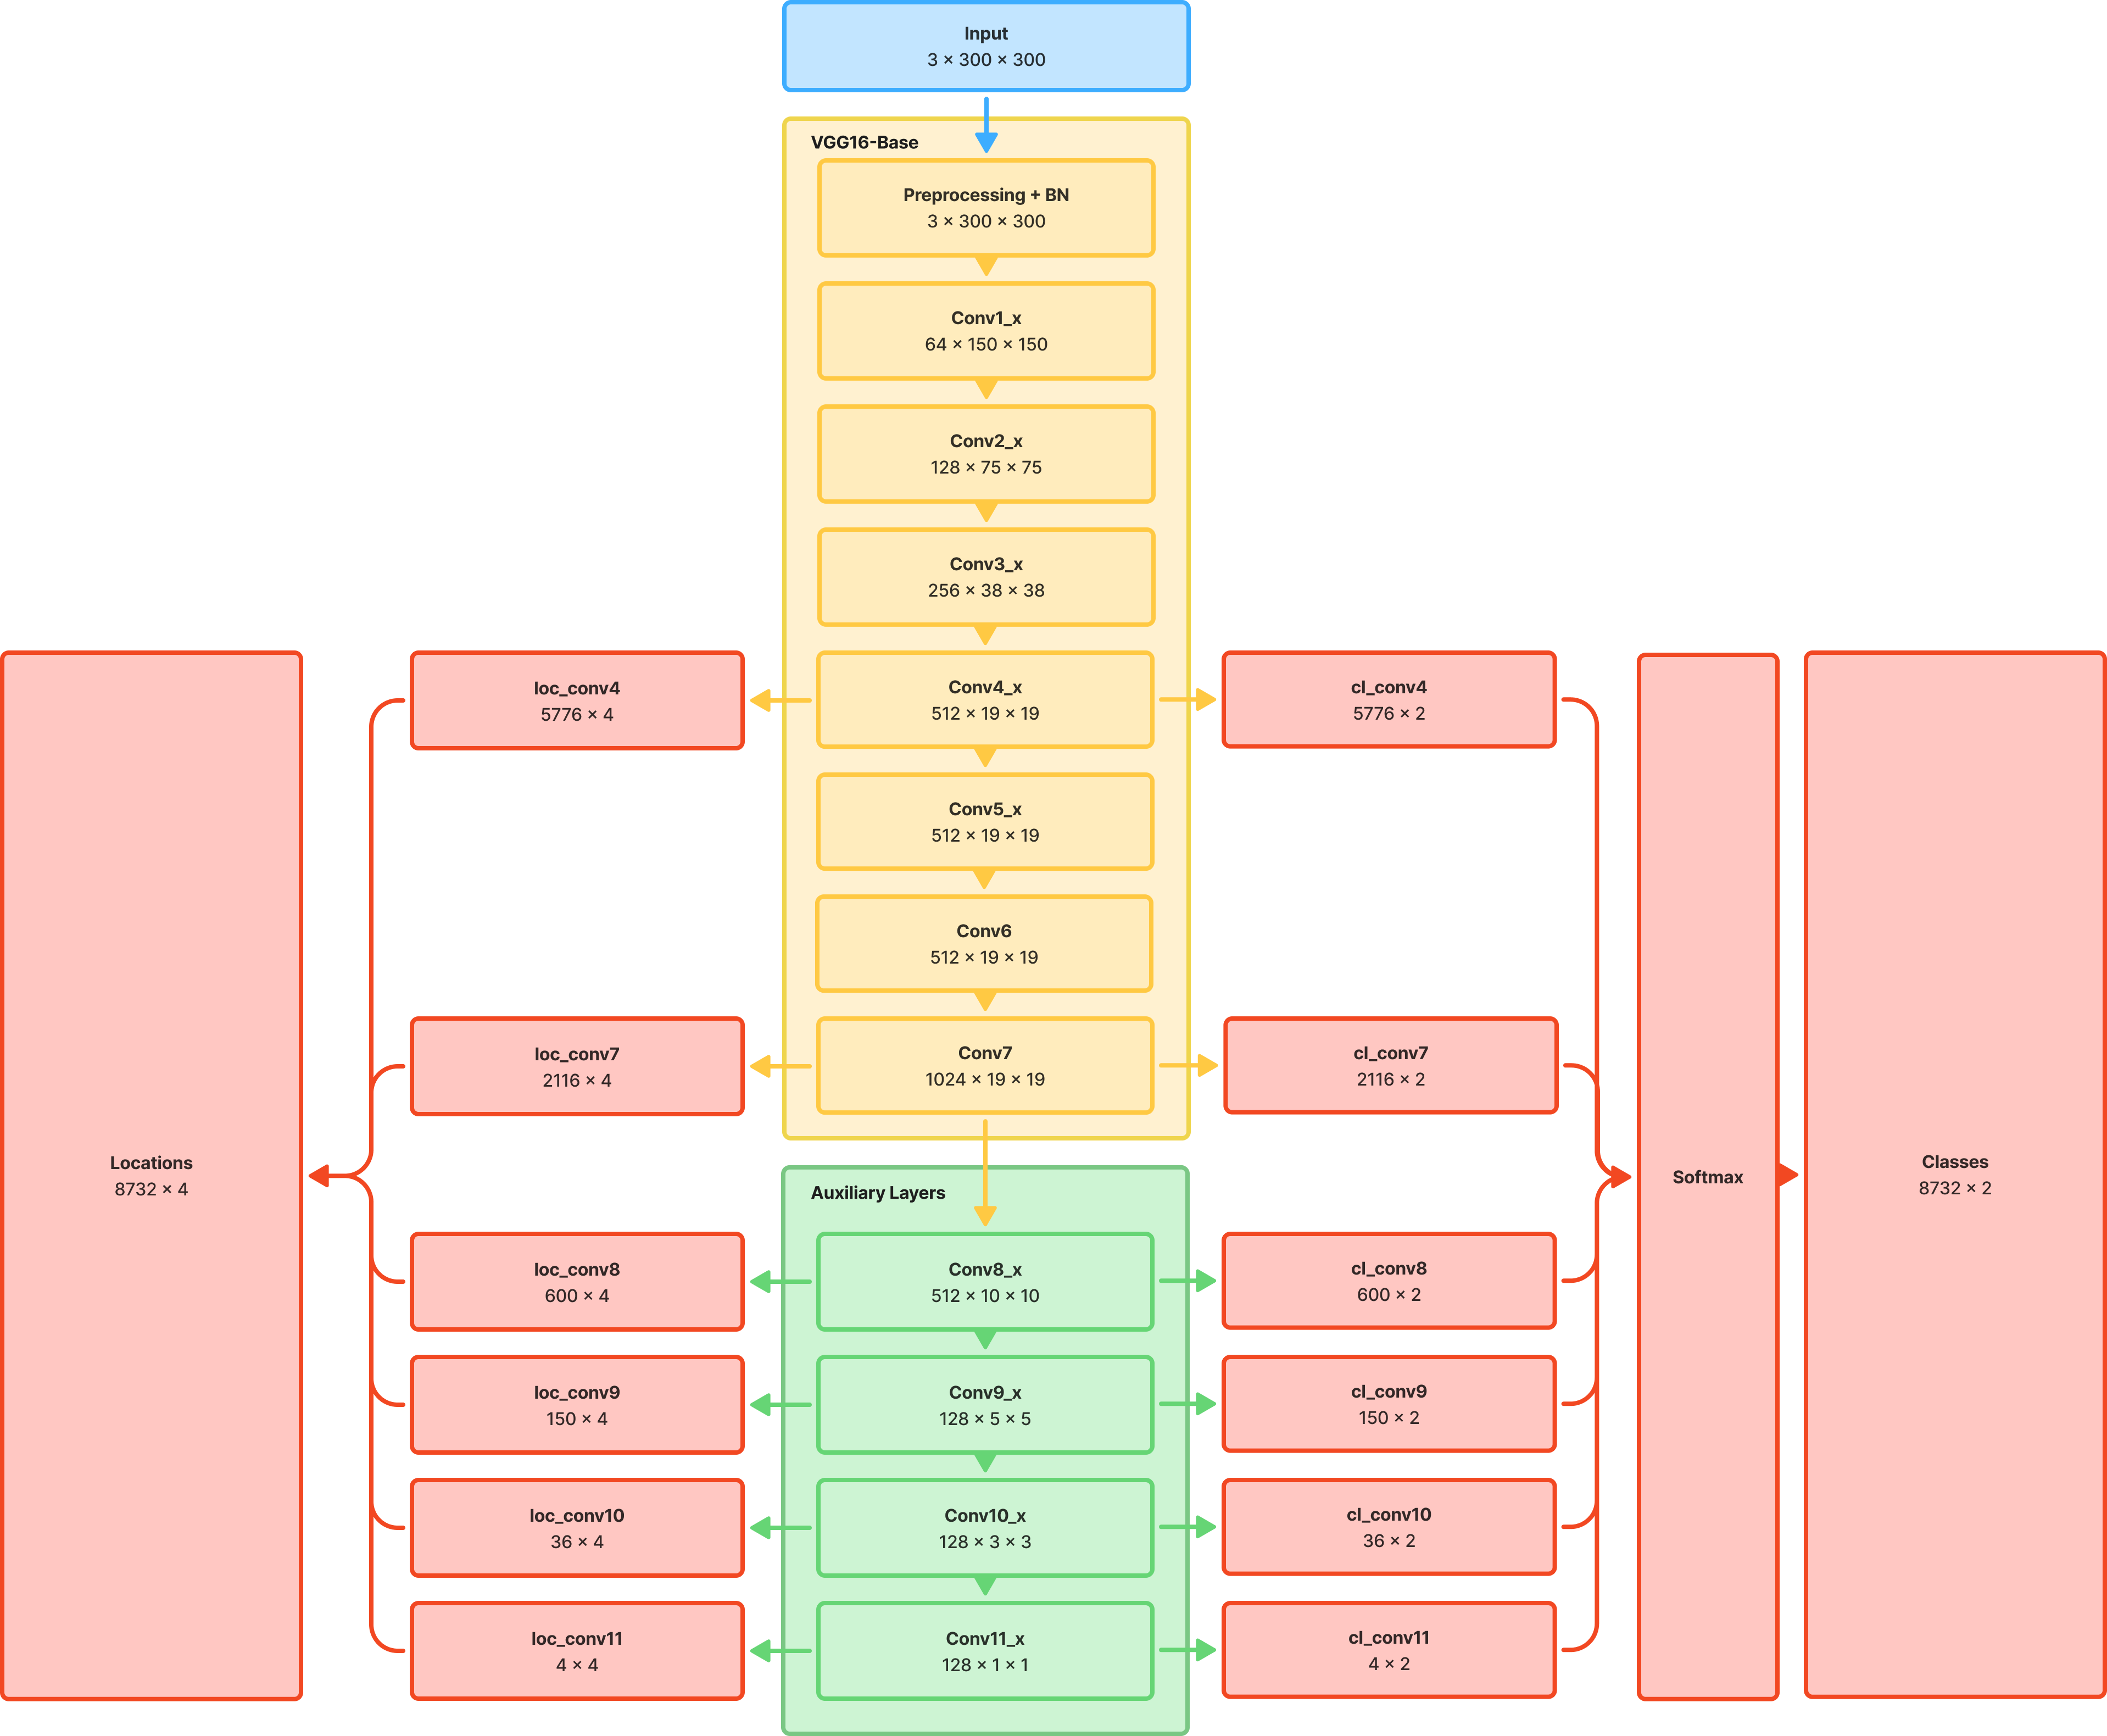 Input
3 × 300 × 300
VGG16-Base
Preprocessing + BN
3 × 300 × 300
Conv1_x
64 × 150 × 150
Conv2_x
128 × 75 × 75
Conv3_x
256 × 38 × 38
loc_conv4
5776 × 4
Conv4_x
512 × 19 × 19
cl_conv4
5776 × 2
Conv5_x
512 × 19 × 19
Conv6
512 × 19 × 19
loc_conv7
2116 × 4
Conv7
1024 × 19 × 19
cl_conv7
2116 × 2
Locations
8732 × 4
Softmax
Classes
8732 × 2
Auxiliary Layers
loc_conv8
600 × 4
Conv8_x
512 × 10 × 10
cl_conv8
600 × 2
loc_conv9
150 × 4
Conv9_x
128 × 5 × 5
cl_conv9
150 × 2
loc_conv10
36 × 4
Conv10_x
128 × 3 × 3
cl_conv10
36 × 2
loc_conv11
4 × 4
Conv11_x
128 × 1 × 1
cl_conv11
4 × 2